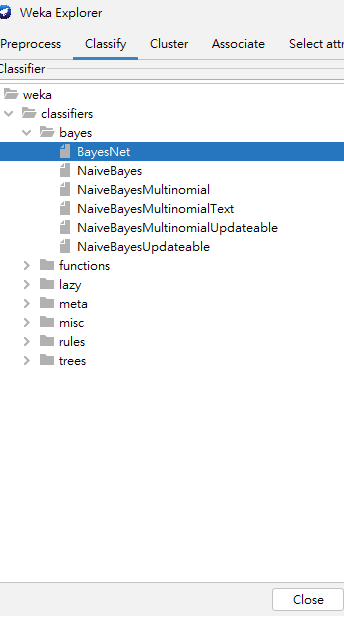 Weka Explorer
Preprocess Classify Cluster Associate Select attr
Classifier
weka
classifiers
bayes
BayesNet
NaiveBayes
NaiveBayesMultinomial
NaiveBayesMultinomialText
NaiveBayesMultinomialUpdateable
NaiveBayesUpdateable
functions
lazy
meta
misc
rules
trees
Close